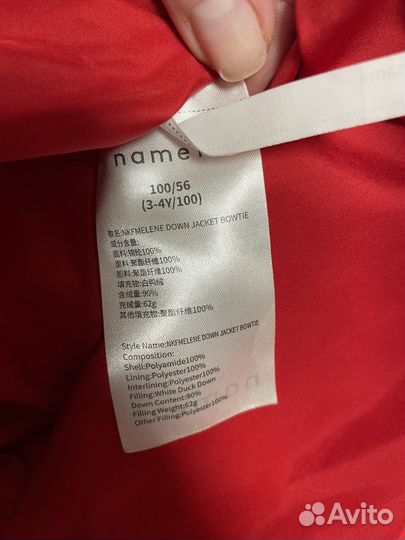 name
100/56
(3-4Y/100)
款名:NKFMELENE DOWN JACKET BOWTIE
成分含量:
面料:锦纶100%
里料:聚酯纤维100%
胆料:聚酯纤维100%
填充物:白鸭绒
含绒量:90%
充绒量:62g
其他填充物:聚酯纤维100%
Style Name:NKFMELENE DOWN JACKET BOWTIE
Composition:
Shell:Polyamide100%
Lining:Polyester100%
Interlining:Polyester100%
Filling:White Duck Down
Down Content:90%
Filling Weight:62g
Other Filling:Polyester100%
Avito